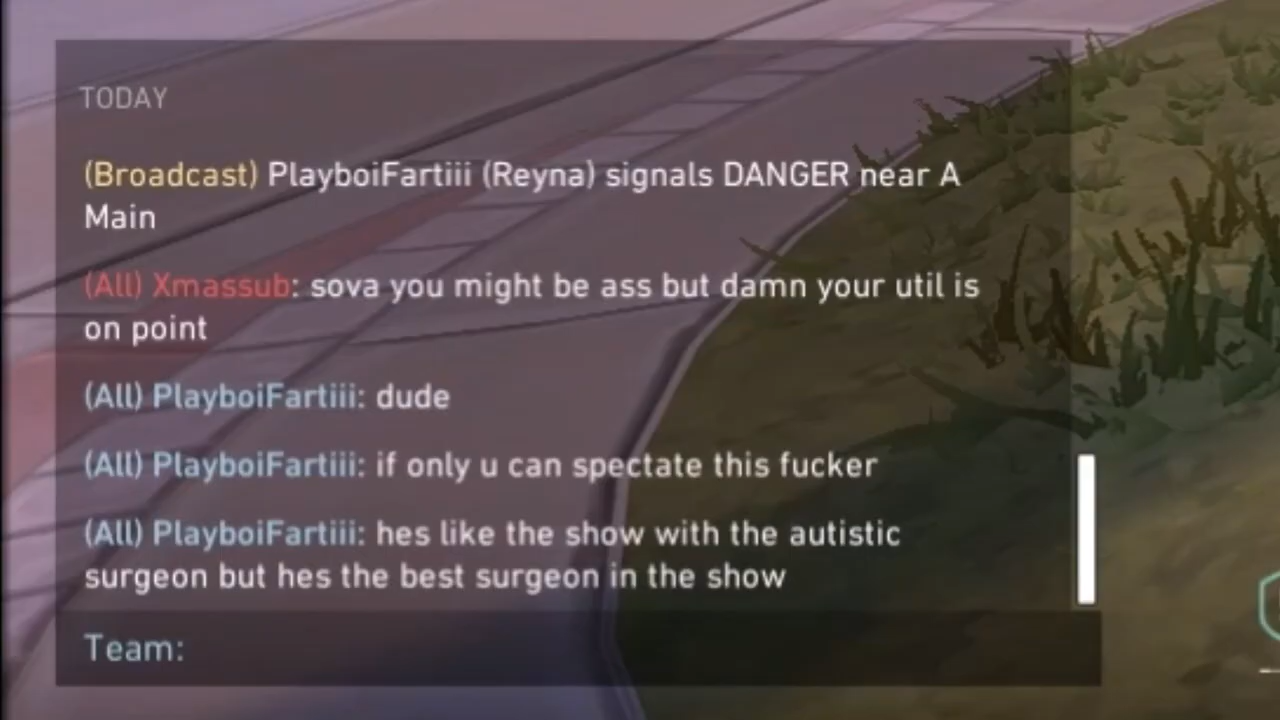 TODAY
(Broadcast) PlayboiFartiii (Reyna) signals DANGER near A
Main
(All) Xmassub: sova you might be ass but damn your util is
on point
(All) PlayboiFartiii: dude
(All) PlayboiFartiii: if only u can spectate this fucker
(All) PlayboiFartiii: hes like the show with the autistic
surgeon but hes the best surgeon in the show
Team: